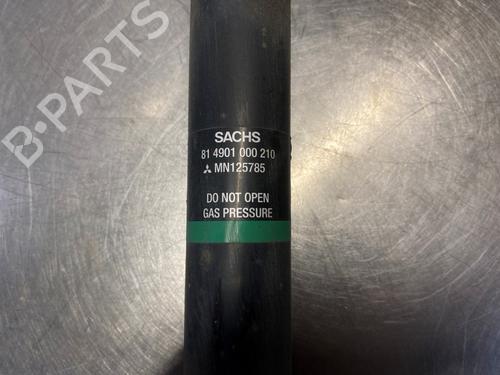 B-PARTS
SACHS
81 4901 000 210
MN125785
DO NOT OPEN
GAS PRESSURE